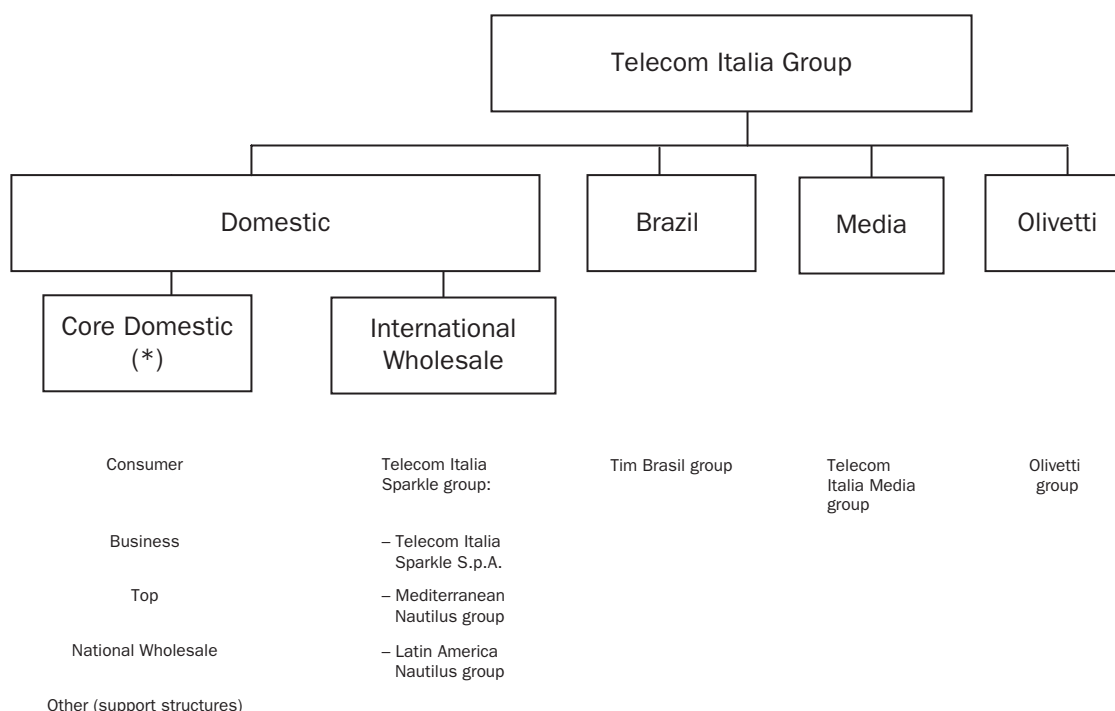 Telecom Italia Group
Domestic
Brazil
Media
Olivetti
Core Domestic
(*)
International
Wholesale
Consumer
Business
Top
National Wholesale
Other (support structures)
Telecom Italia
Sparkle group:
– Telecom Italia
Sparkle S.p.A.
– Mediterranean
Nautilus group
– Latin America
Nautilus group
Tim Brasil group
Telecom
Italia Media
group
Olivetti
group